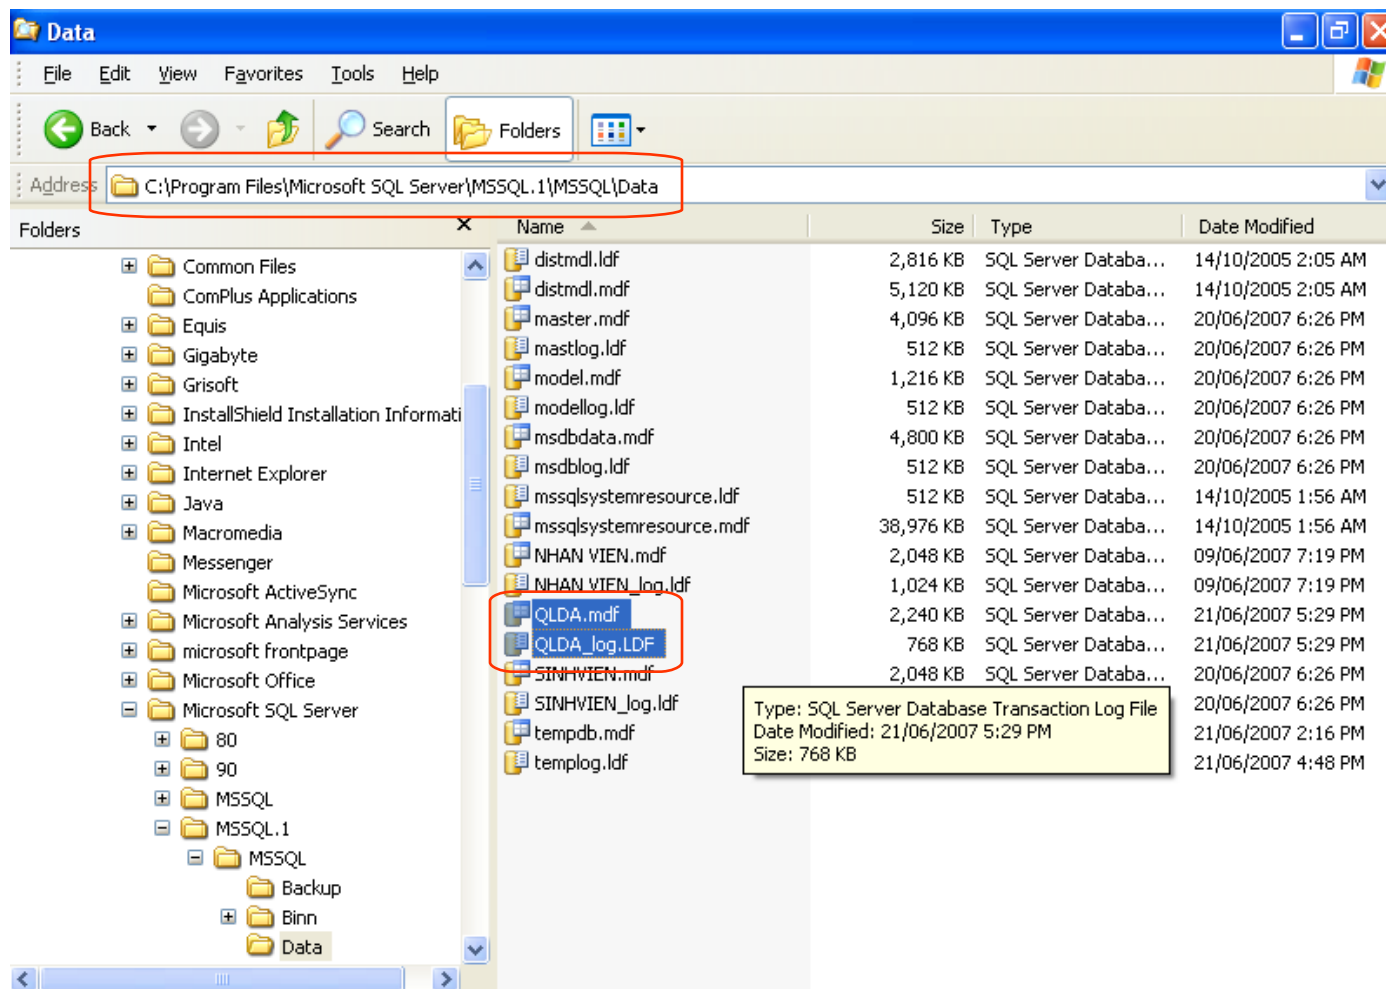 Data
File Edit View Favorites Tools Help
Back Search Folders
Address C:\Program Files\Microsoft SQL Server\MSSQL.1\MSSQL\Data
Folders
Common Files
ComPlus Applications
Equis
Gigabyte
Grisoft
InstallShield Installation Informati
Intel
Internet Explorer
Java
Macromedia
Messenger
Microsoft ActiveSync
Microsoft Analysis Services
microsoft frontpage
Microsoft Office
Microsoft SQL Server
80
90
MSSQL
MSSQL.1
MSSQL
Backup
Binn
Data
Name Size Type Date Modified
distmdl.ldf 2,816 KB SQL Server Databa... 14/10/2005 2:05 AM
distmdl.mdf 5,120 KB SQL Server Databa... 14/10/2005 2:05 AM
master.mdf 4,096 KB SQL Server Databa... 20/06/2007 6:26 PM
mastlog.ldf 512 KB SQL Server Databa... 20/06/2007 6:26 PM
model.mdf 1,216 KB SQL Server Databa... 20/06/2007 6:26 PM
modellog.ldf 512 KB SQL Server Databa... 20/06/2007 6:26 PM
msdbdata.mdf 4,800 KB SQL Server Databa... 20/06/2007 6:26 PM
msdblog.ldf 512 KB SQL Server Databa... 20/06/2007 6:26 PM
mssqlsystemresource.ldf 512 KB SQL Server Databa... 14/10/2005 1:56 AM
mssqlsystemresource.mdf 38,976 KB SQL Server Databa... 14/10/2005 1:56 AM
NHAN VIEN.mdf 2,048 KB SQL Server Databa... 09/06/2007 7:19 PM
NHAN VIEN_log.ldf 1,024 KB SQL Server Databa... 09/06/2007 7:19 PM
QLDA.mdf 2,240 KB SQL Server Databa... 21/06/2007 5:29 PM
QLDA_log.LDF 768 KB SQL Server Databa... 21/06/2007 5:29 PM
SINHVIEN.mdf 2,048 KB SQL Server Databa... 20/06/2007 6:26 PM
SINHVIEN_log.ldf 20/06/2007 6:26 PM
tempdb.mdf 21/06/2007 2:16 PM
templog.ldf 21/06/2007 4:48 PM
Type: SQL Server Database Transaction Log File
Date Modified: 21/06/2007 5:29 PM
Size: 768 KB